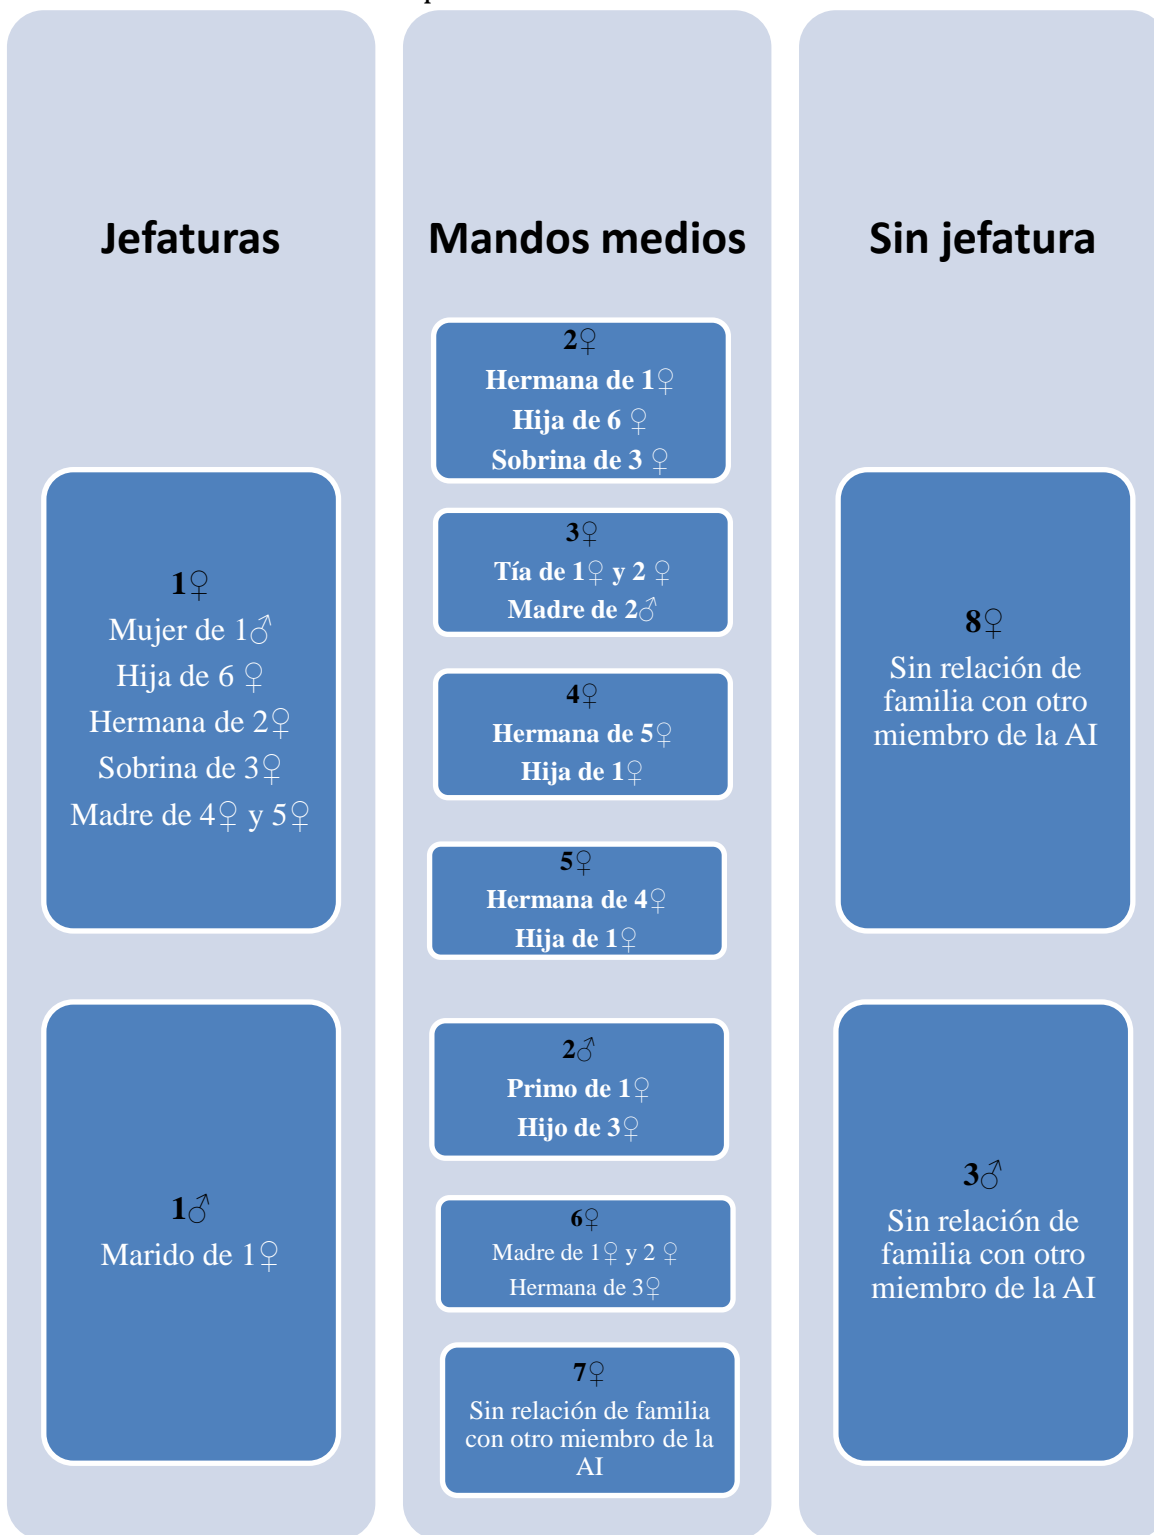 Jefaturas
1♀
Mujer de 1♂
Hija de 6 ♀
Hermana de 2♀
Sobrina de 3♀
Madre de 4♀ y 5♀
1♂
Marido de 1♀
Mandos medios
2♀
Hermana de 1♀
Hija de 6 ♀
Sobrina de 3 ♀
3♀
Tía de 1♀ y 2 ♀
Madre de 2♂
4♀
Hermana de 5♀
Hija de 1♀
5♀
Hermana de 4♀
Hija de 1♀
2♂
Primo de 1♀
Hijo de 3♀
6♀
Madre de 1♀ y 2 ♀
Hermana de 3♀
7♀
Sin relación de familia
con otro miembro de la
AI
Sin jefatura
8♀
Sin relación de
familia con otro
miembro de la AI
3♂
Sin relación de
familia con otro
miembro de la AI